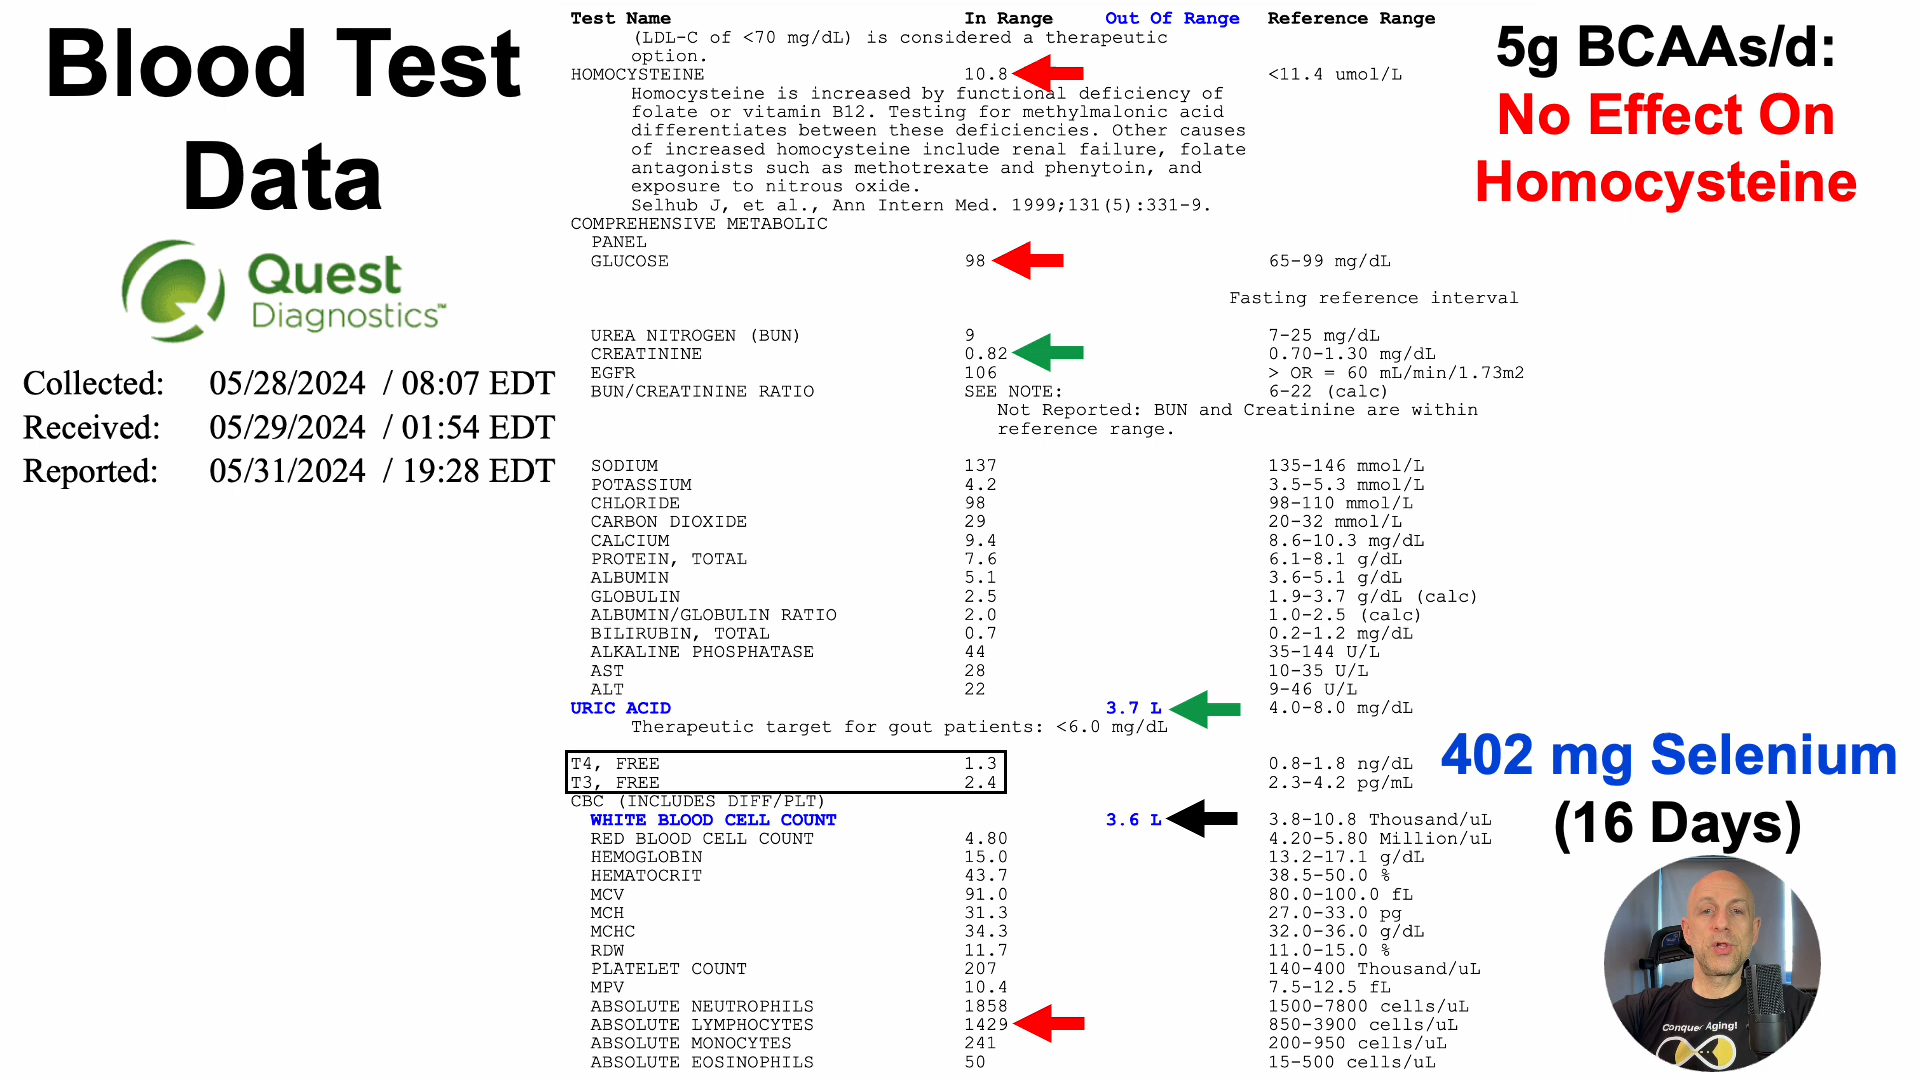 Blood Test
Data
Quest
Diagnostics™
Collected: 05/28/2024 / 08:07 EDT
Received: 05/29/2024 / 01:54 EDT
Reported: 05/31/2024 / 19:28 EDT
Test Name In Range Out Of Range Reference Range
(LDL-C of <70 mg/dL) is considered a therapeutic
option.
HOMOCYSTEINE 10.8 <11.4 umol/L
Homocysteine is increased by functional deficiency of
folate or vitamin B12. Testing for methylmalonic acid
differentiates between these deficiencies. Other causes
of increased homocysteine include renal failure, folate
antagonists such as methotrexate and phenytoin, and
exposure to nitrous oxide.
Selhub J, et al., Ann Intern Med. 1999;131(5):331-9.
COMPREHENSIVE METABOLIC
PANEL
GLUCOSE 98 65-99 mg/dL
Fasting reference interval
UREA NITROGEN (BUN) 9 7-25 mg/dL
CREATININE 0.82 0.70-1.30 mg/dL
EGFR 106 > OR = 60 mL/min/1.73m2
BUN/CREATININE RATIO SEE NOTE: 6-22 (calc)
Not Reported: BUN and Creatinine are within
reference range.
SODIUM 137 135-146 mmol/L
POTASSIUM 4.2 3.5-5.3 mmol/L
CHLORIDE 98 98-110 mmol/L
CARBON DIOXIDE 29 20-32 mmol/L
CALCIUM 9.4 8.6-10.3 mg/dL
PROTEIN, TOTAL 7.6 6.1-8.1 g/dL
ALBUMIN 5.1 3.6-5.1 g/dL
GLOBULIN 2.5 1.9-3.7 g/dL (calc)
ALBUMIN/GLOBULIN RATIO 2.0 1.0-2.5 (calc)
BILIRUBIN, TOTAL 0.7 0.2-1.2 mg/dL
ALKALINE PHOSPHATASE 44 35-144 U/L
AST 28 10-35 U/L
ALT 22 9-46 U/L
URIC ACID 3.7 L 4.0-8.0 mg/dL
Therapeutic target for gout patients: <6.0 mg/dL
T4, FREE 1.3 0.8-1.8 ng/dL
T3, FREE 2.4 2.3-4.2 pg/mL
CBC (INCLUDES DIFF/PLT)
WHITE BLOOD CELL COUNT 3.6 L 3.8-10.8 Thousand/uL
RED BLOOD CELL COUNT 4.80 4.20-5.80 Million/uL
HEMOGLOBIN 15.0 13.2-17.1 g/dL
HEMATOCRIT 43.7 38.5-50.0 %
MCV 91.0 80.0-100.0 fL
MCH 31.3 27.0-33.0 pg
MCHC 34.3 32.0-36.0 g/dL
RDW 11.7 11.0-15.0 %
PLATELET COUNT 207 140-400 Thousand/uL
MPV 10.4 7.5-12.5 fL
ABSOLUTE NEUTROPHILS 1858 1500-7800 cells/uL
ABSOLUTE LYMPHOCYTES 1429 850-3900 cells/uL
ABSOLUTE MONOCYTES 241 200-950 cells/uL
ABSOLUTE EOSINOPHILS 50 15-500 cells/uL
5g BCAAs/d:
No Effect On
Homocysteine
402 mg Selenium
(16 Days)
Conquer Aging!